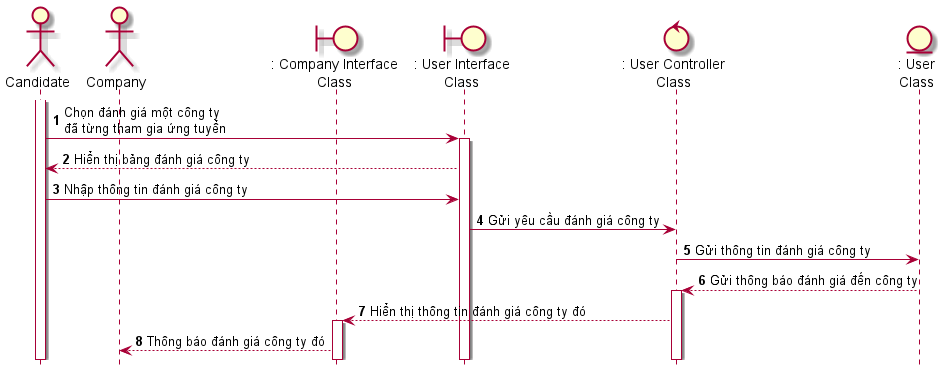 Candidate
Company
: Company Interface
Class
: User Interface
Class
: User Controller
Class
: User
Class
1 Chọn đánh giá một công ty
đã từng tham gia ứng tuyển
2 Hiển thị bảng đánh giá công ty
3 Nhập thông tin đánh giá công ty
4 Gửi yêu cầu đánh giá công ty
5 Gửi thông tin đánh giá công ty
6 Gửi thông báo đánh giá đến công ty
7 Hiển thị thông tin đánh giá công ty đó
8 Thông báo đánh giá công ty đó